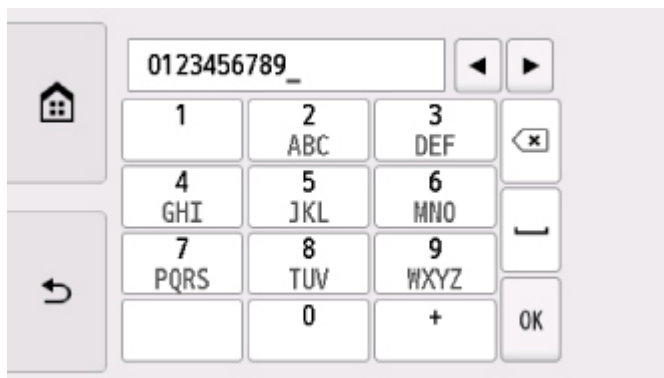 0123456789_
1 2 3
ABC DEF
4 5 6
GHI JKL MNO
7 8 9
PQRS TUV WXYZ
0 + OK